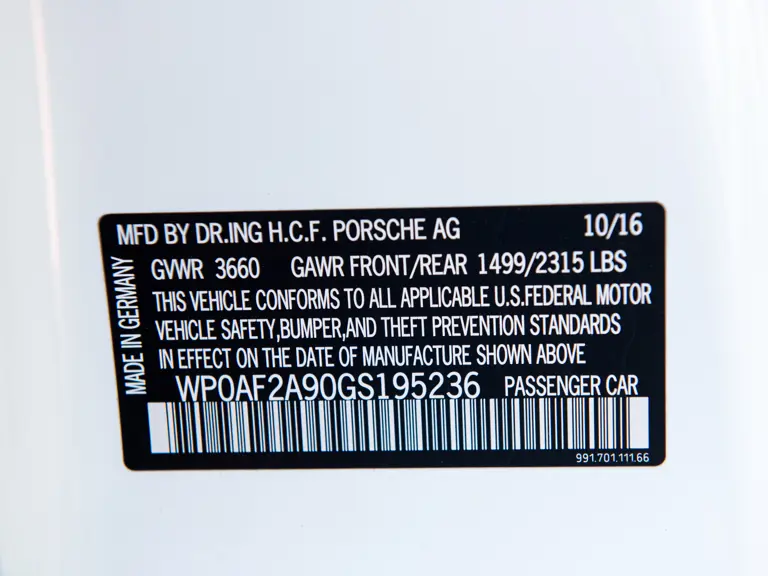 MFD BY DR.ING H.C.F. PORSCHE AG 10/16
MADE IN GERMANY
GVWR 3660 GAWR FRONT/REAR 1499/2315 LBS
THIS VEHICLE CONFORMS TO ALL APPLICABLE U.S.FEDERAL MOTOR
VEHICLE SAFETY,BUMPER,AND THEFT PREVENTION STANDARDS
IN EFFECT ON THE DATE OF MANUFACTURE SHOWN ABOVE
WP0AF2A90GS195236 PASSENGER CAR
991.701.111.66